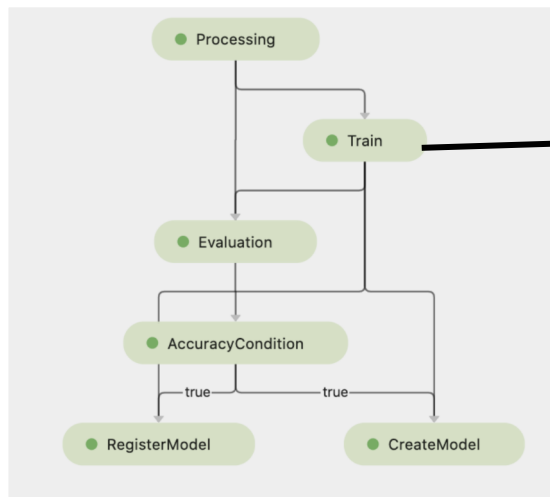 Processing
Train
Evaluation
AccuracyCondition
true
true
RegisterModel
CreateModel